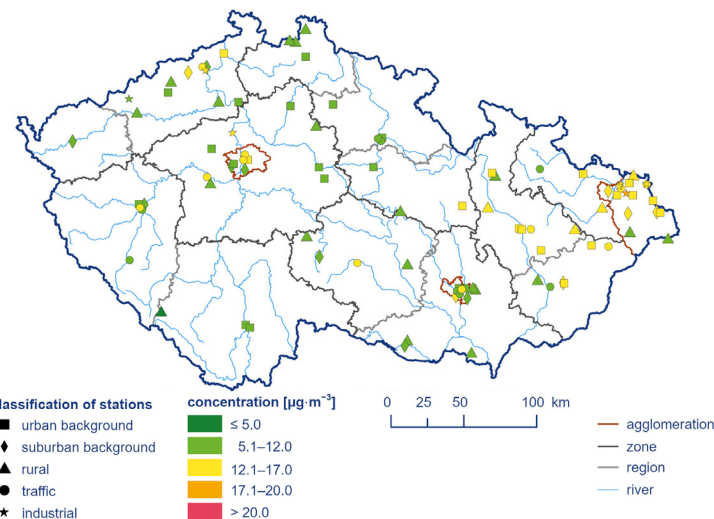 lassification of stations
urban background
suburban background
rural
traffic
industrial
concentration [µg·m⁻³]
≤ 5.0
5.1–12.0
12.1–17.0
17.1–20.0
> 20.0
0 25 50 100 km
agglomeration
zone
region
river